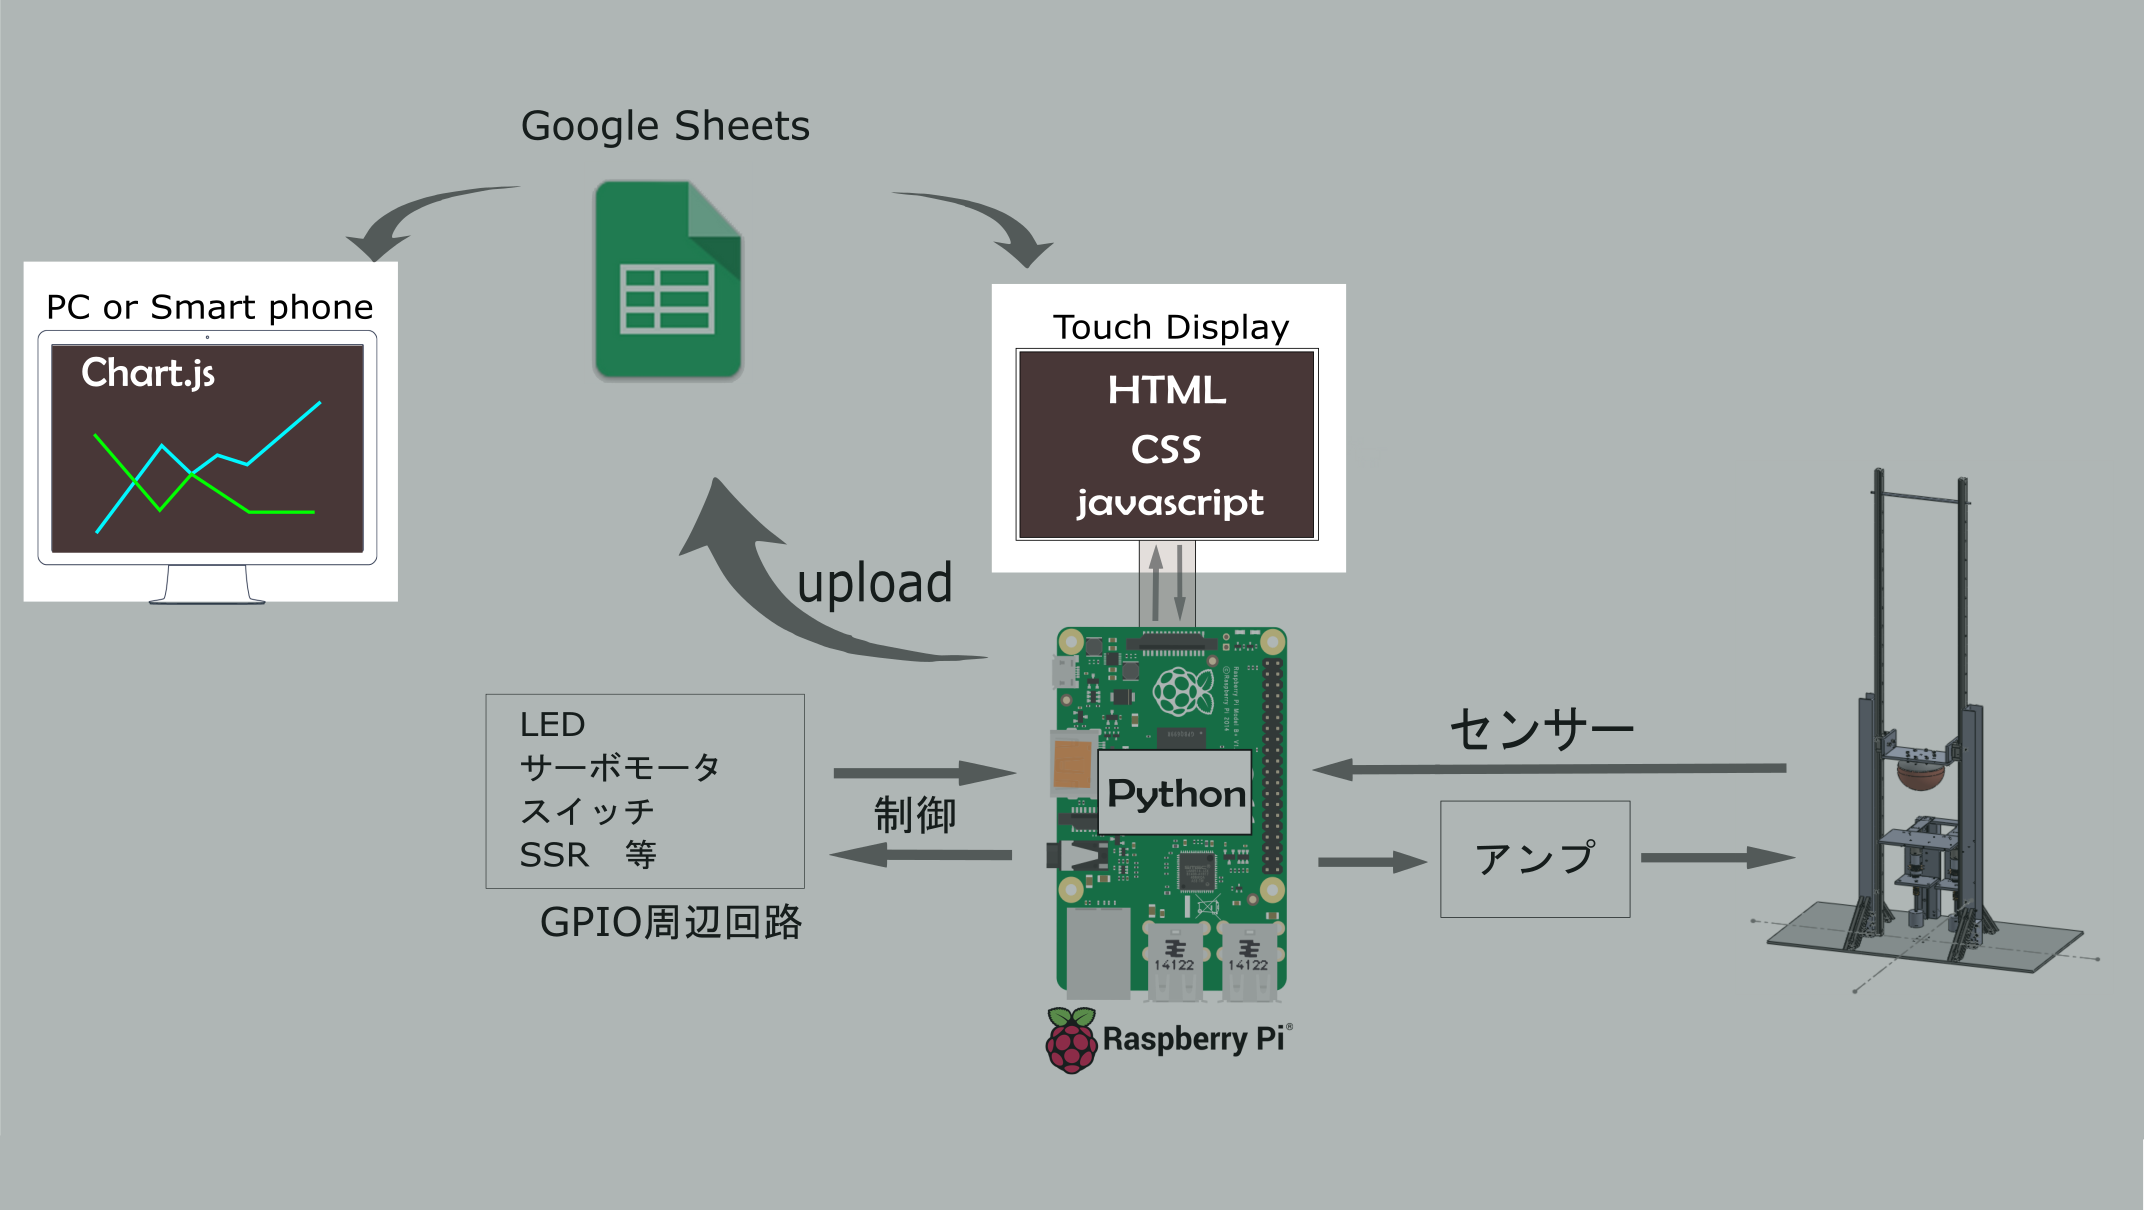 Google Sheets
PC or Smart phone
Chart.js
Touch Display
HTML
CSS
javascript
upload
LED
サーボモータ
スイッチ
SSR　等
GPIO周辺回路
制御
Python
14122
14122
Raspberry Pi®
センサー
アンプ